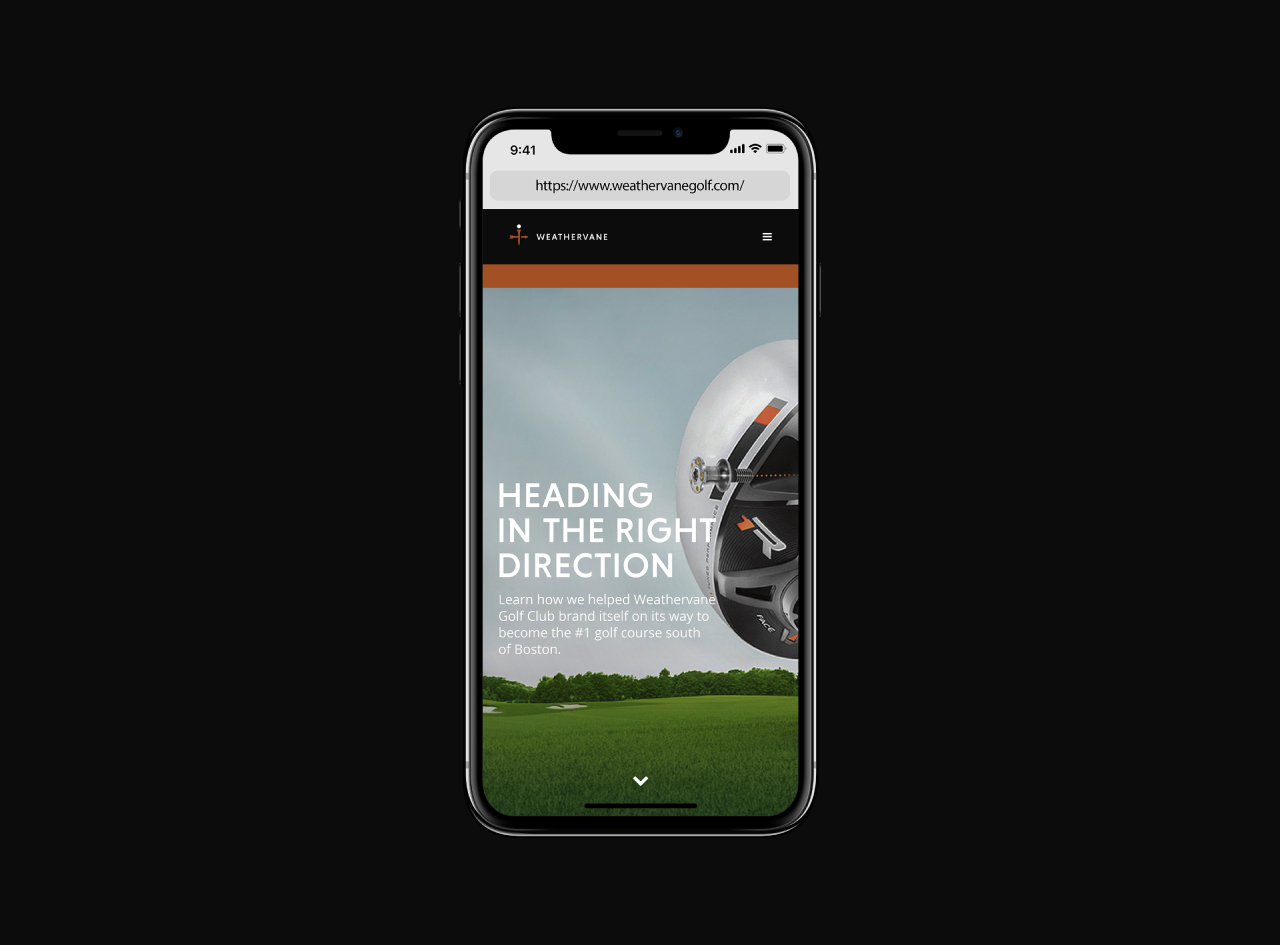 9:41
https://www.weathervanegolf.com/
WEATHERVANE
HEADING
IN THE RIGHT
DIRECTION
Learn how we helped Weathervane
Golf Club brand itself on its way to
become the #1 golf course south
of Boston.
R
FACE